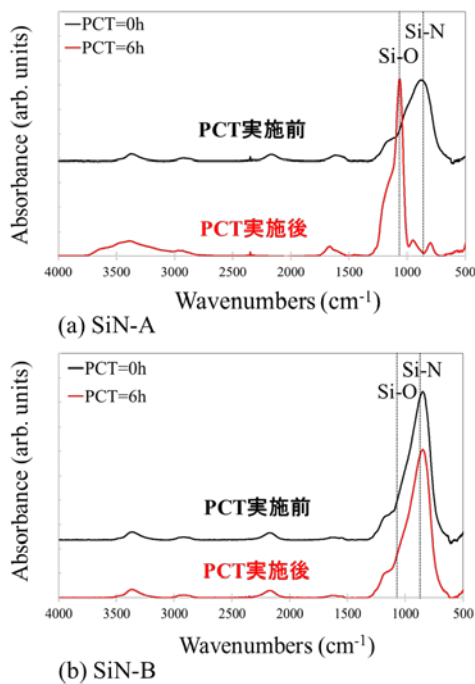 PCT=0h
PCT=6h
Si-N
Si-O
PCT実施前
PCT実施後
Absorbance (arb. units)
4000 3500 3000 2500 2000 1500 1000 500
Wavenumbers (cm-1)
(a) SiN-A
PCT=0h
PCT=6h
Si-N
Si-O
PCT実施前
PCT実施後
Absorbance (arb. units)
4000 3500 3000 2500 2000 1500 1000 500
Wavenumbers (cm-1)
(b) SiN-B